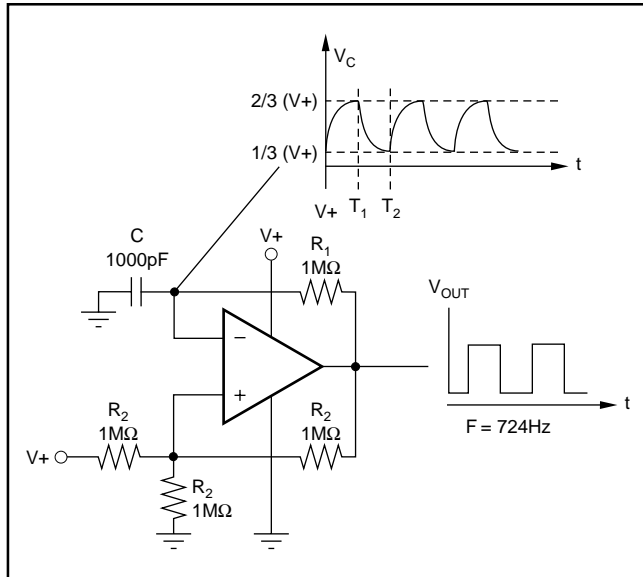 V_C
2/3 (V+)
1/3 (V+)
t
V+ T_1 T_2
C
1000pF
V+
R_1
1MΩ
V_OUT
−
+
R_2
1MΩ
R_2
1MΩ
V+
R_2
1MΩ
t
F = 724Hz